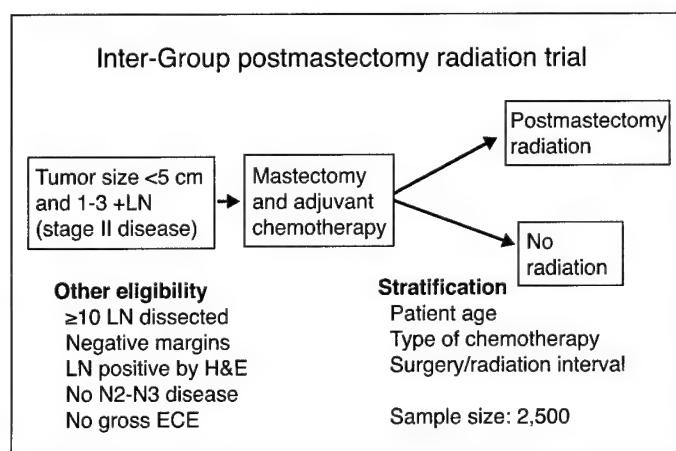 Inter-Group postmastectomy radiation trial
Tumor size <5 cm
and 1-3 +LN
(stage II disease)
Mastectomy
and adjuvant
chemotherapy
Postmastectomy
radiation
No
radiation
Other eligibility
≥10 LN dissected
Negative margins
LN positive by H&E
No N2-N3 disease
No gross ECE
Stratification
Patient age
Type of chemotherapy
Surgery/radiation interval
Sample size: 2,500